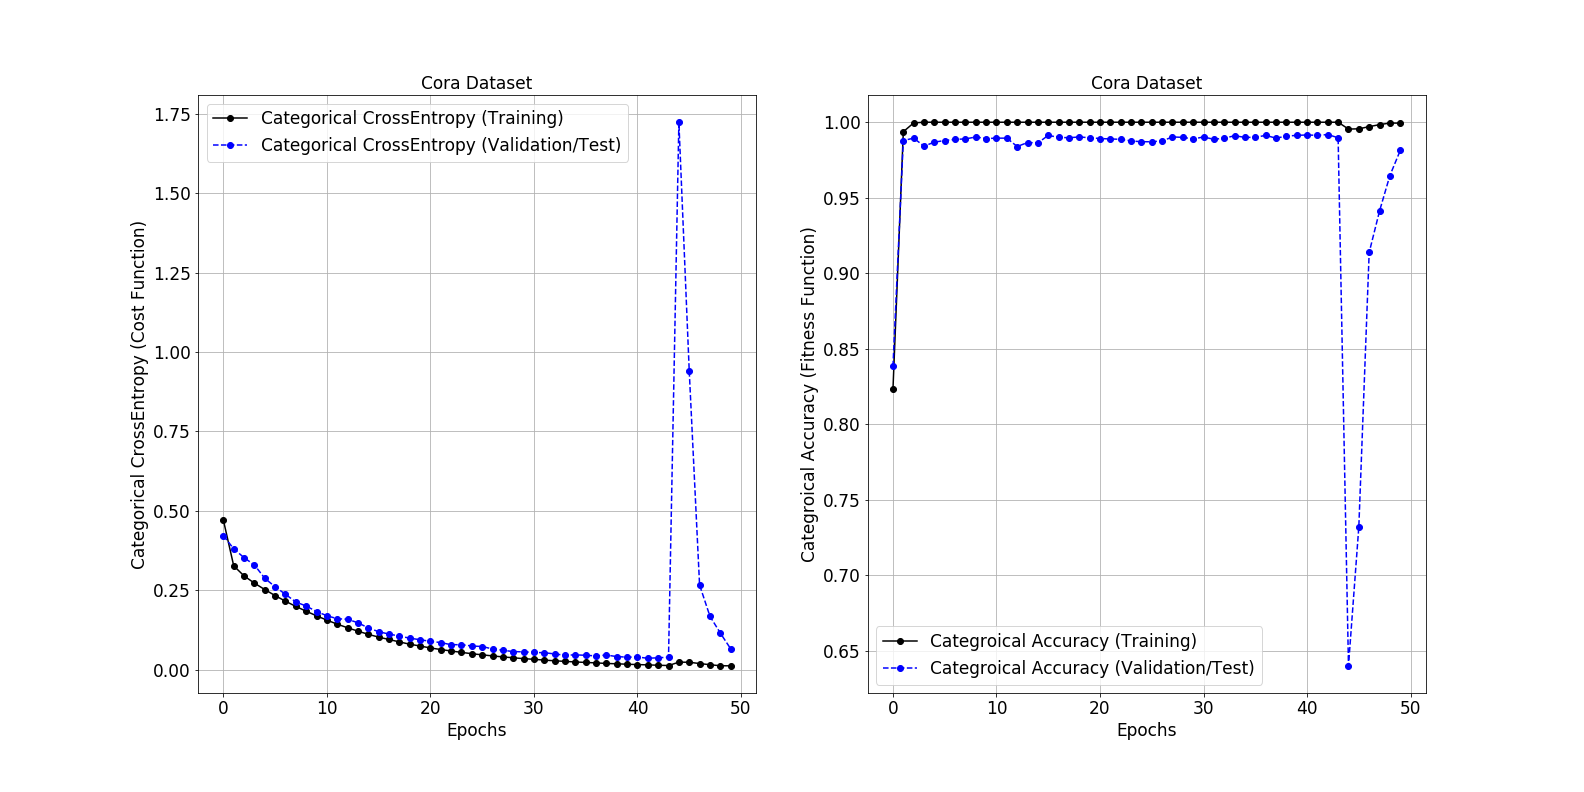 Cora Dataset
Categorical CrossEntropy (Training)
Categorical CrossEntropy (Validation/Test)
Categorical CrossEntropy (Cost Function)
1.75
1.50
1.25
1.00
0.75
0.50
0.25
0.00
0 10 20 30 40 50
Epochs
Cora Dataset
Categroical Accuracy (Fitness Function)
1.00
0.95
0.90
0.85
0.80
0.75
0.70
0.65
Categroical Accuracy (Training)
Categroical Accuracy (Validation/Test)
0 10 20 30 40 50
Epochs